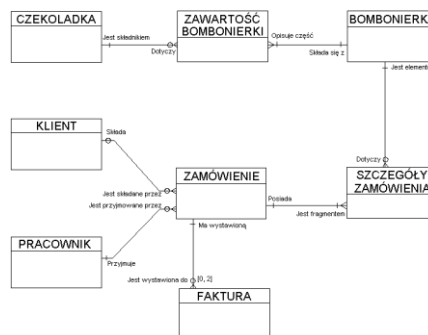 CZEKOLADKA
ZAWARTOŚĆ
BOMBONIERKI
BOMBONIERK
Jest składnikiem
Dotyczy
Opisuje część
Składa się z
Jest element
KLIENT
Składa
Dotyczy
ZAMÓWIENIE
SZCZEGÓŁY
ZAMÓWIENIA
Jest składane przez
Jest przyjmowane przez
Posiada
Jest fragmentem
PRACOWNIK
Przyjmuje
Ma wystawioną
Jest wystawiona do
[0, 2]
FAKTURA